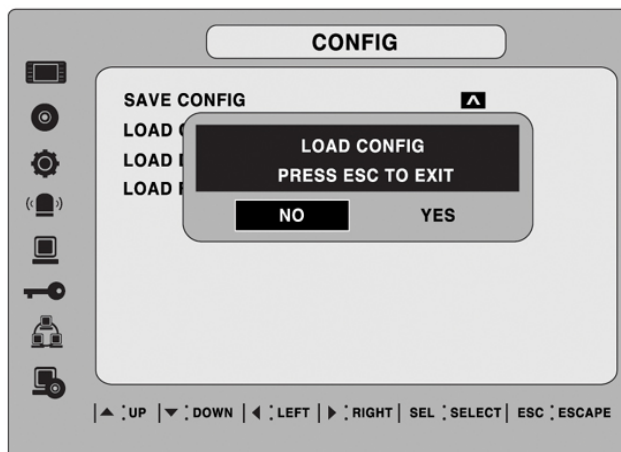 CONFIG
SAVE CONFIG
LOAD
LOAD
LOAD
LOAD CONFIG
PRESS ESC TO EXIT
NO YES
UP DOWN LEFT RIGHT SEL : SELECT ESC : ESCAPE